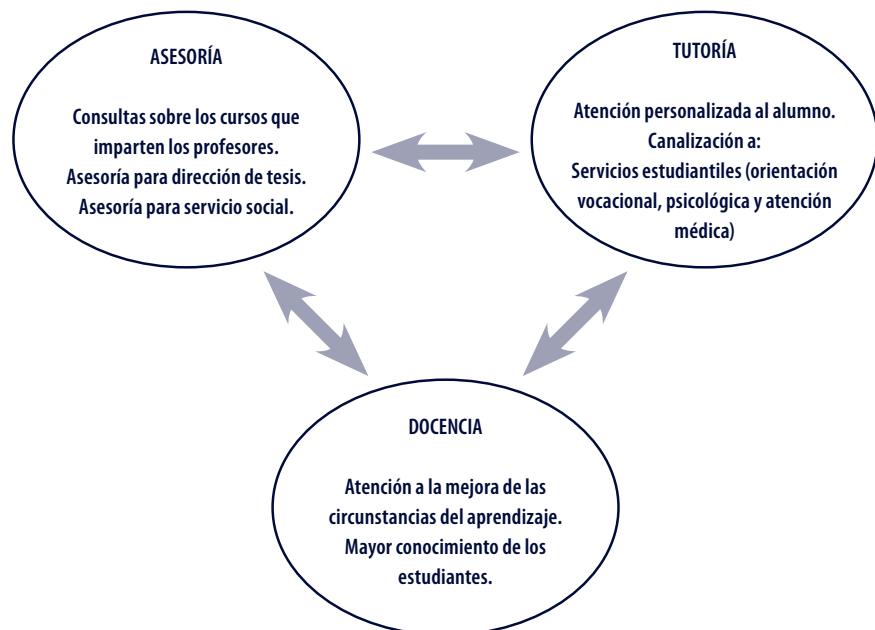 ASESORÍA
Consultas sobre los cursos que
imparten los profesores.
Asesoría para dirección de tesis.
Asesoría para servicio social.
TUTORÍA
Atención personalizada al alumno.
Canalización a:
Servicios estudiantiles (orientación
vocacional, psicológica y atención
médica)
DOCENCIA
Atención a la mejora de las
circunstancias del aprendizaje.
Mayor conocimiento de los
estudiantes.